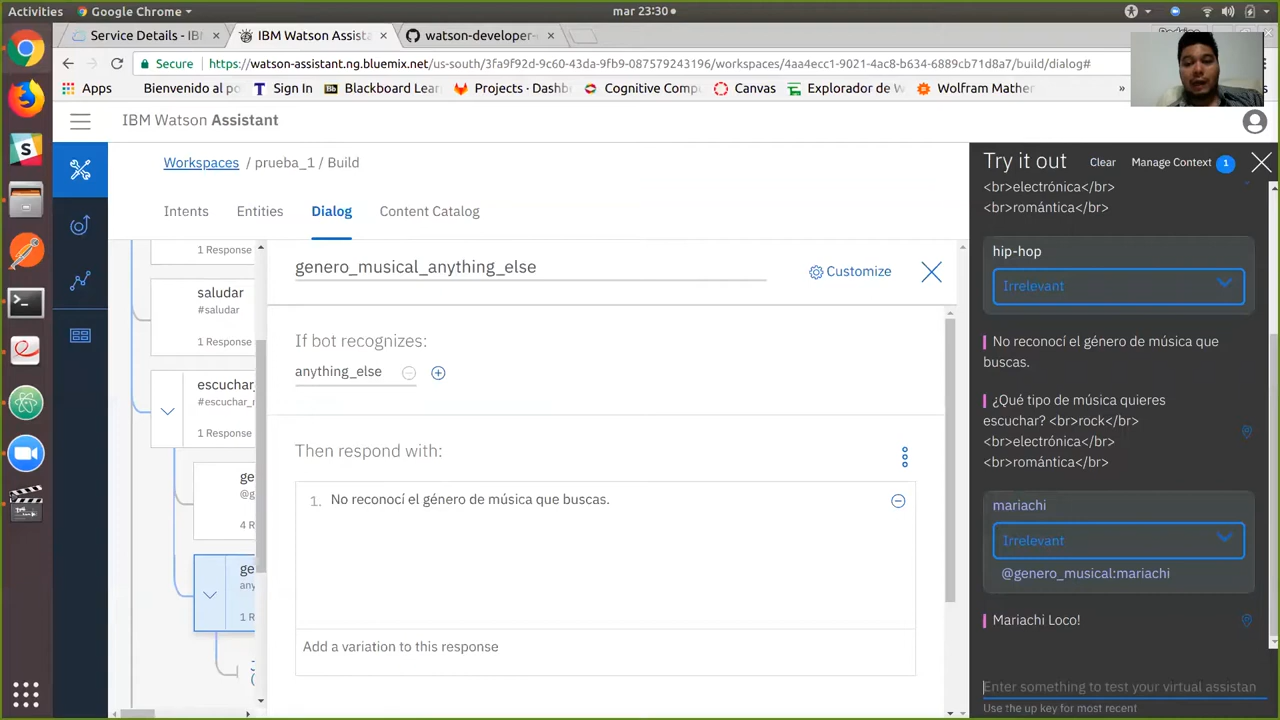 Activities
Google Chrome
mar 23:30
Service Details - IBM
IBM Watson Assist
watson-developer-
Secure
https://watson-assistant.ng.bluemix.net/us-south/3fa9f92d-9c60-43da-9fb9-087579243196/workspaces/4aa4ecc1-9021-4ac8-b634-6889cb71d8a7/build/dialog#
Apps
Bienvenido al po
Sign In
Blackboard Lear
Projects · Dashb
Cognitive Compu
Canvas
Explorador de
Wolfram Mathe
»
IBM Watson Assistant
Workspaces / prueba_1 / Build
Intents
Entities
Dialog
Content Catalog
1 Response
saludar
#saludar
1 Response
escuchar_
#escuchar_r
1 Response
ge
@g
4 R
ge
any
1 R
genero_musical_anything_else
Customize
If bot recognizes:
anything_else
Then respond with:
1. No reconocí el género de música que buscas.
Add a variation to this response
Try it out
Clear
Manage Context 1
<br>electrónica</br>
<br>romántica</br>
hip-hop
Irrelevant
No reconocí el género de música que
buscas.
¿Qué tipo de música quieres
escuchar? <br>rock</br>
<br>electrónica</br>
<br>romántica</br>
mariachi
Irrelevant
@genero_musical:mariachi
Mariachi Loco!
Enter something to test your virtual assistan
Use the up key for most recent